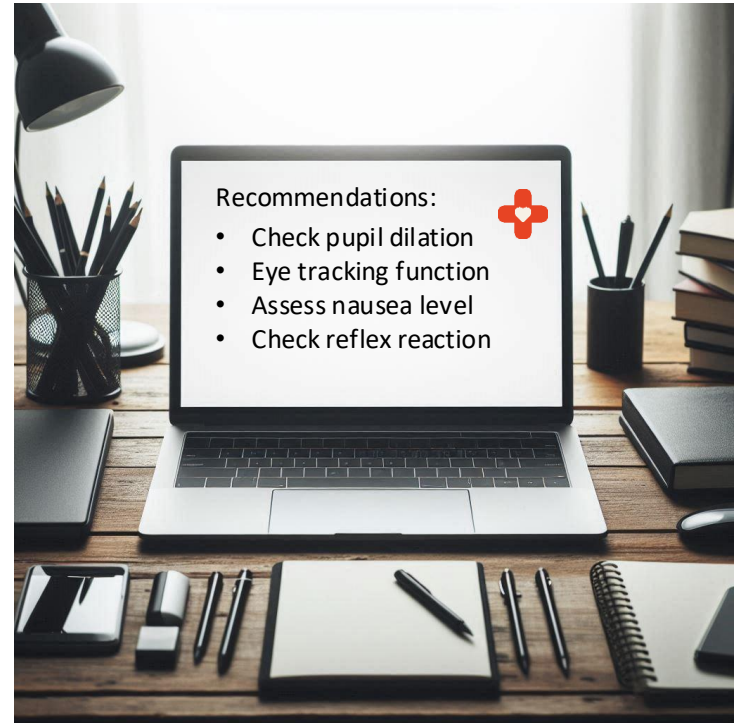 Recommendations:
• Check pupil dilation
• Eye tracking function
• Assess nausea level
• Check reflex reaction